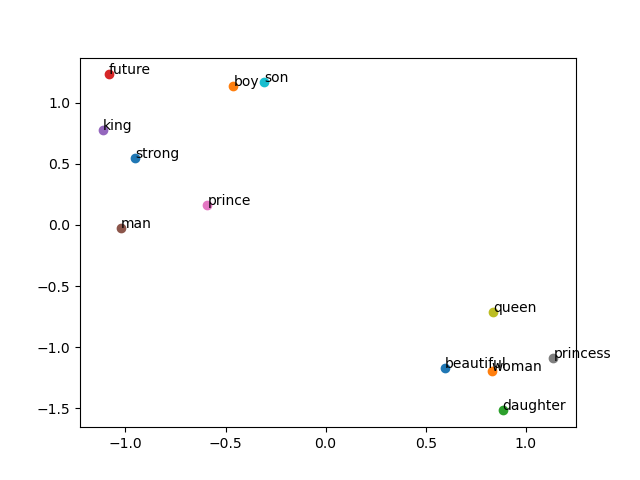 future
boy
son
1.0
king
strong
0.5
prince
0.0
man
−0.5
queen
−1.0
princess
beautiful
woman
daughter
−1.5
−1.0
−0.5
0.0
0.5
1.0